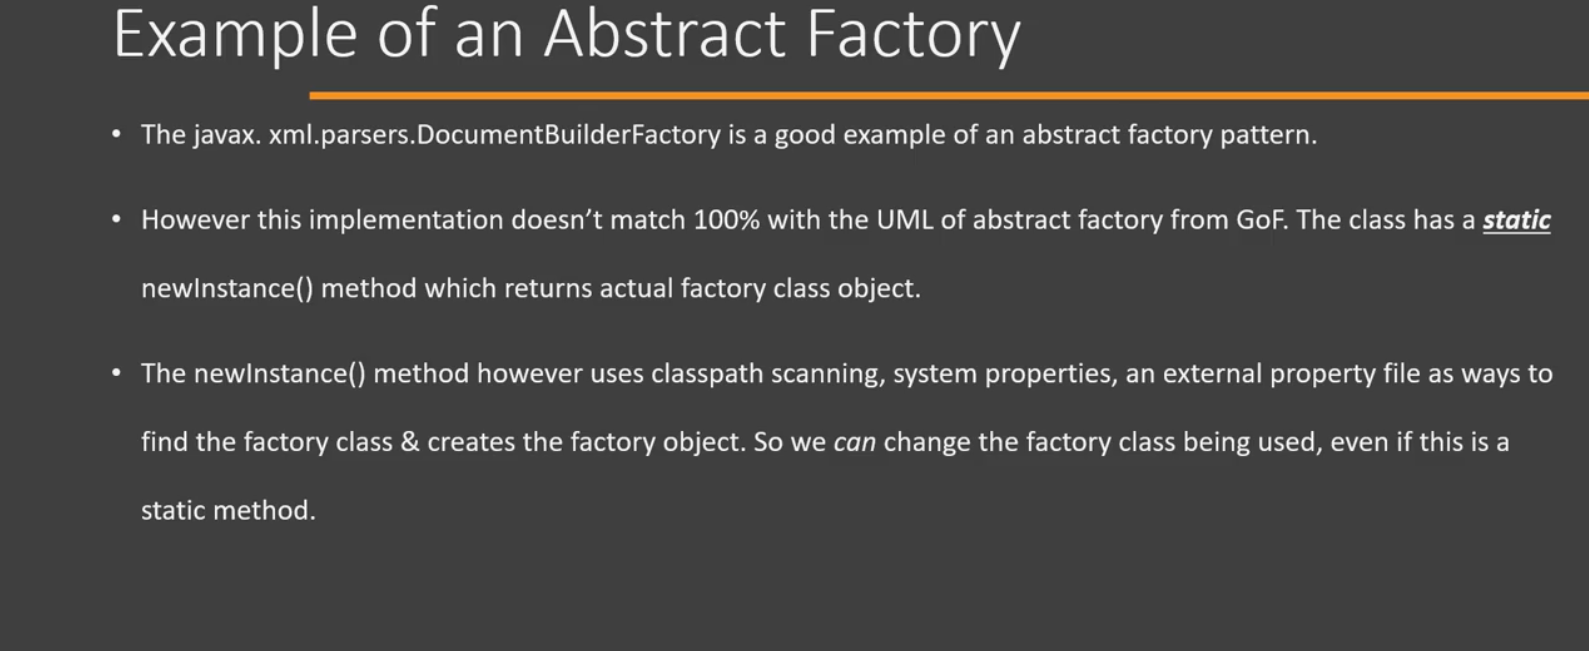 Example of an Abstract Factory
• The javax. xml.parsers.DocumentBuilderFactory is a good example of an abstract factory pattern.
• However this implementation doesn’t match 100% with the UML of abstract factory from GoF. The class has a static
newInstance() method which returns actual factory class object.
• The newInstance() method however uses classpath scanning, system properties, an external property file as ways to
find the factory class & creates the factory object. So we can change the factory class being used, even if this is a
static method.